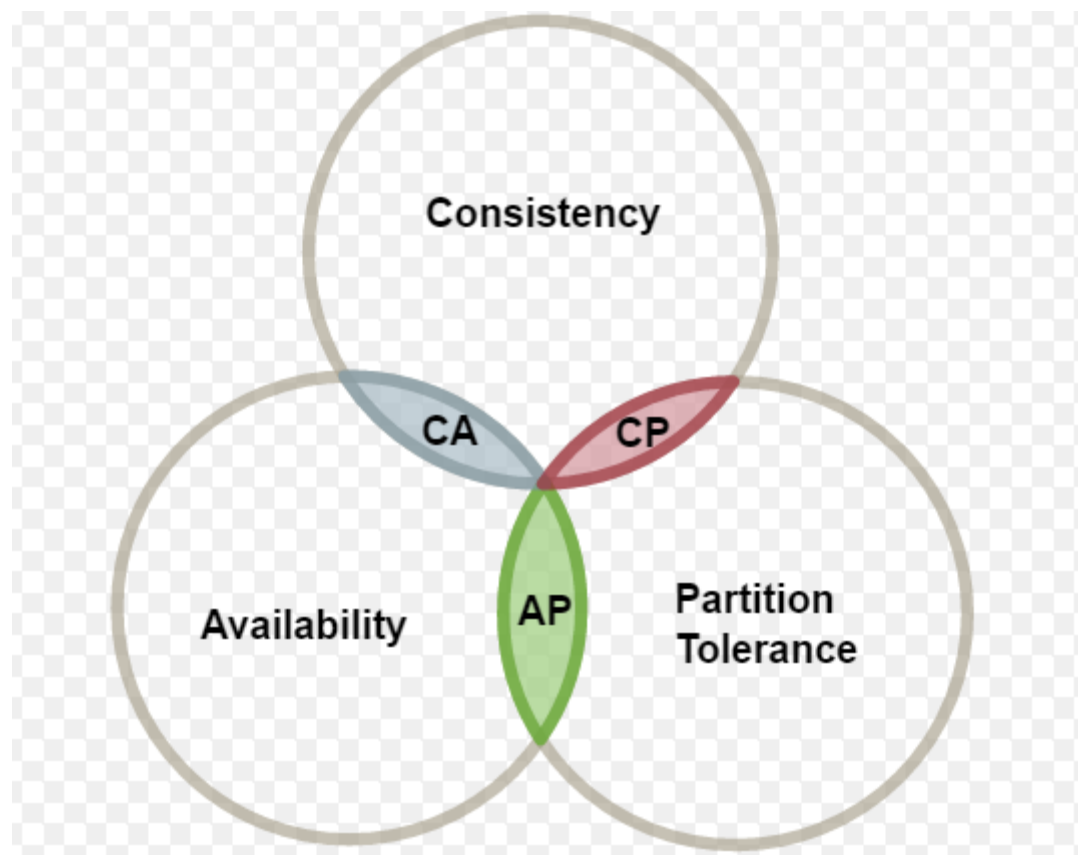 Consistency
CA
CP
Availability
AP
Partition
Tolerance